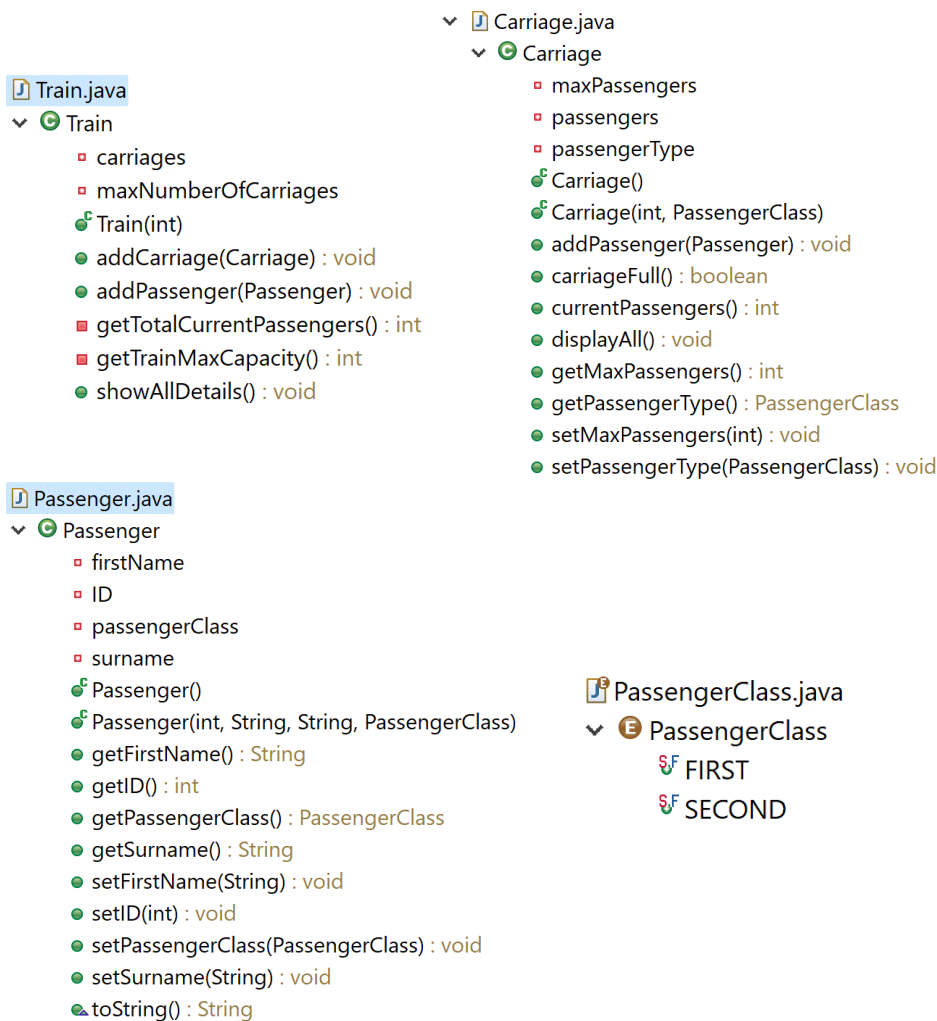 Train.java
Train
carriages
maxNumberOfCarriages
Train(int)
addCarriage(Carriage) : void
addPassenger(Passenger) : void
getTotalCurrentPassengers() : int
getTrainMaxCapacity() : int
showAllDetails() : void
Carriage.java
Carriage
maxPassengers
passengers
passengerType
Carriage()
Carriage(int, PassengerClass)
addPassenger(Passenger) : void
carriageFull() : boolean
currentPassengers() : int
displayAll() : void
getMaxPassengers() : int
getPassengerType() : PassengerClass
setMaxPassengers(int) : void
setPassengerType(PassengerClass) : void
Passenger.java
Passenger
firstName
ID
passengerClass
surname
Passenger()
Passenger(int, String, String, PassengerClass)
getFirstName() : String
getID() : int
getPassengerClass() : PassengerClass
getSurname() : String
setFirstName(String) : void
setID(int) : void
setPassengerClass(PassengerClass) : void
setSurname(String) : void
toString() : String
PassengerClass.java
PassengerClass
FIRST
SECOND